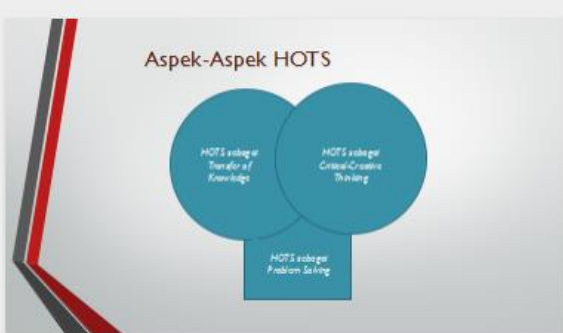 Aspek-Aspek HOTS
HOTS sebagai
Transfer of
Knowledge
HOTS sebagai
Critical-Creative
Thinking
HOTS sebagai
Problem Solving